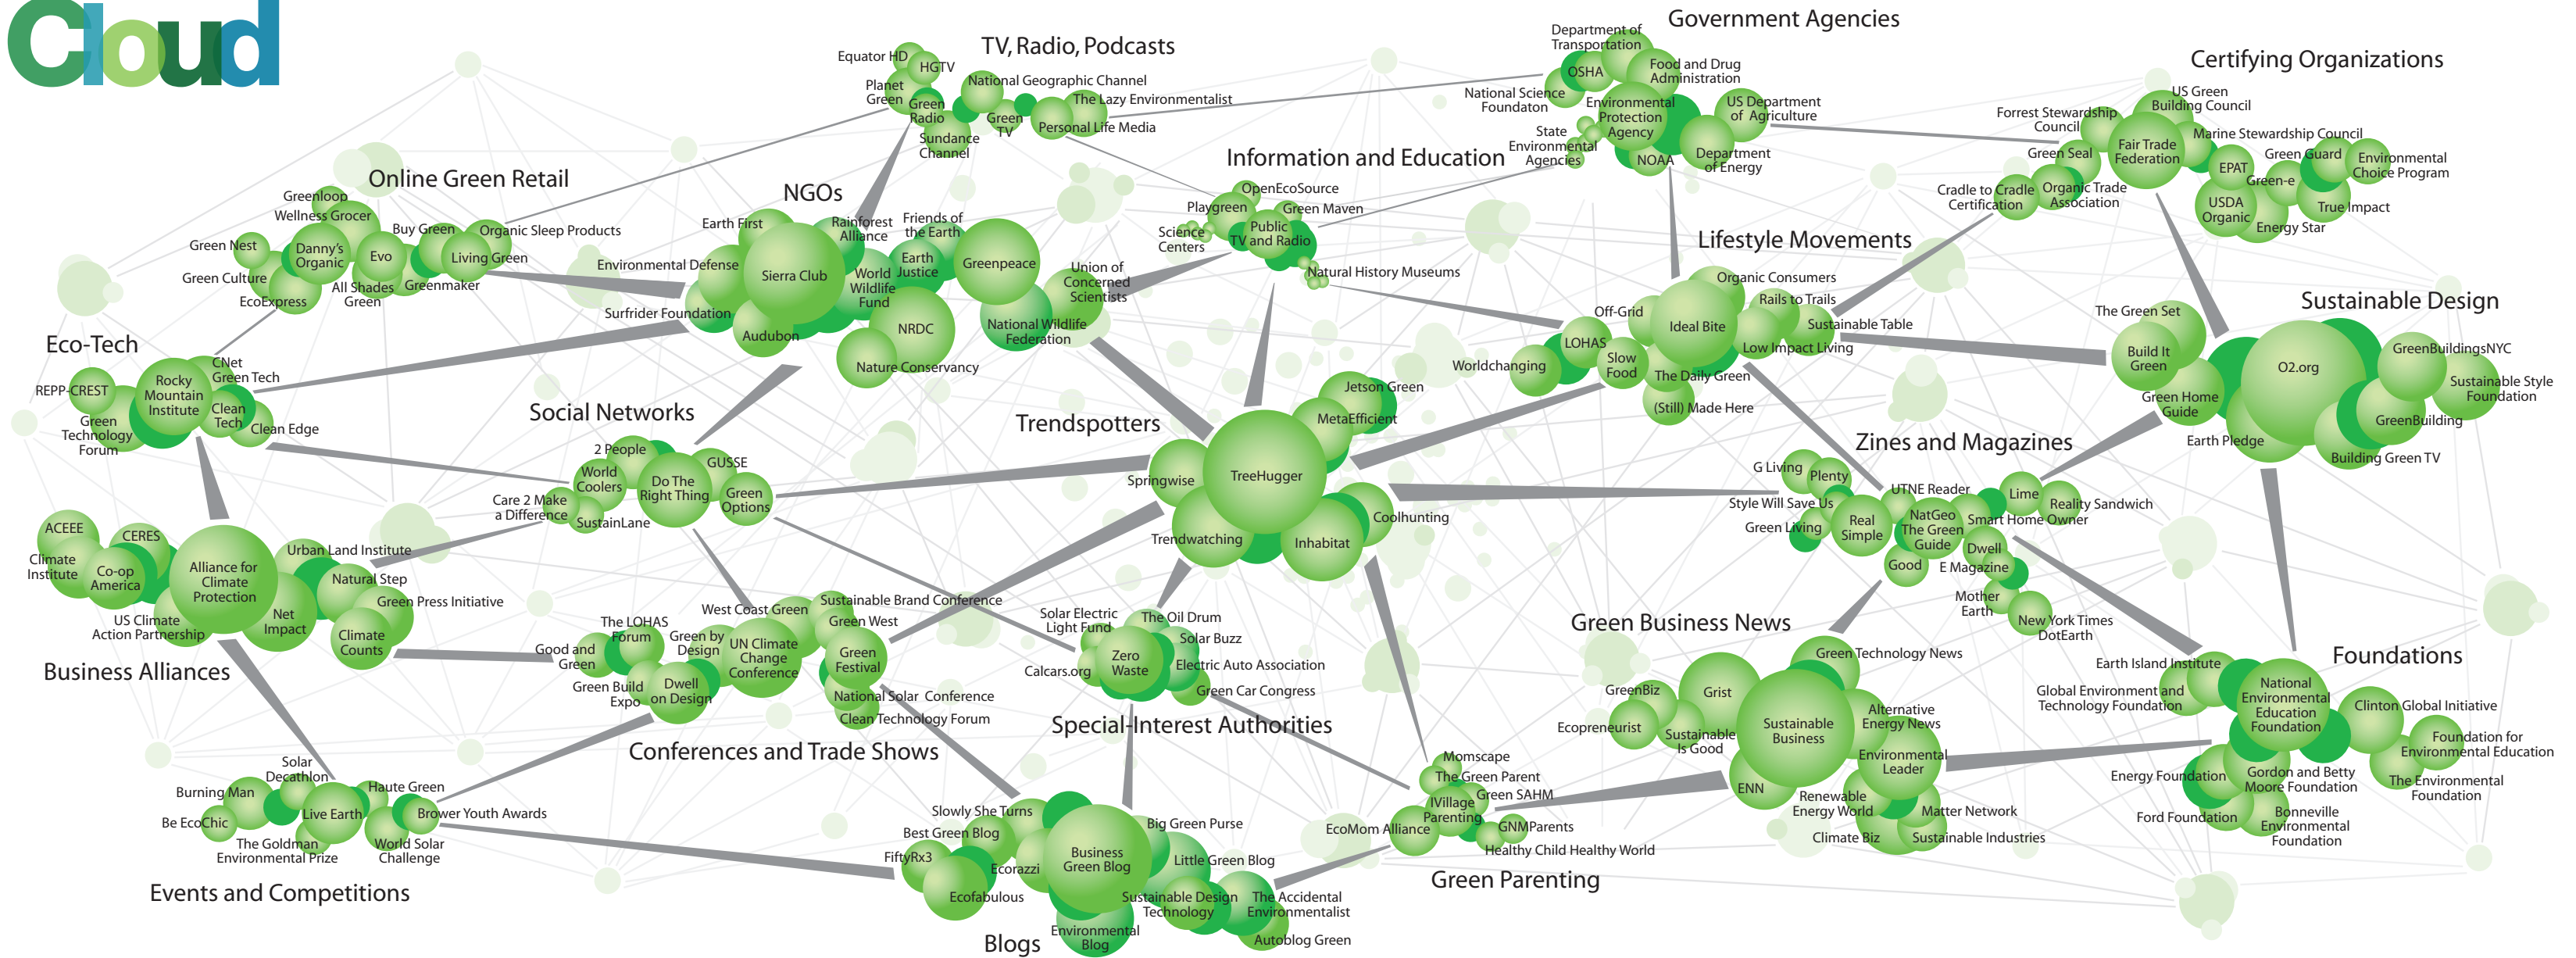 Cloud
TV, Radio, Podcasts
Equator HD
HGTV
Planet
Green
Green
Radio
National Geographic Channel
The Lazy Environmentalist
Green
TV
Personal Life Media
Sundance
Channel
Government Agencies
Department of
Transportation
OSHA
Food and Drug
Administration
National Science
Foundaton
Environmental
Protection
Agency
US Department
of Agriculture
State
Environmental
Agencies
NOAA
Department
of Energy
Certifying Organizations
US Green
Building Council
Forrest Stewardship
Council
Marine Stewardship Council
Fair Trade
Federation
Green Seal
EPAT
Green Guard
Environmental
Choice Program
Green-e
Cradle to Cradle
Certification
Organic Trade
Association
USDA
Organic
True Impact
Energy Star
Online Green Retail
Greenloop
Wellness Grocer
Buy Green
Organic Sleep Products
Green Nest
Danny's
Organic
Evo
Living Green
Green Culture
All Shades
Green
Greenmaker
EcoExpress
NGOs
Earth First
Rainforest
Alliance
Friends of
the Earth
Environmental Defense
Sierra Club
World
Wildlife
Fund
Earth
Justice
Greenpeace
Union of
Concerned
Scientists
Surfrider Foundation
Audubon
NRDC
National Wildlife
Federation
Nature Conservancy
Information and Education
OpenEcoSource
Playgreen
Green Maven
Science
Centers
Public
TV and Radio
Natural History Museums
Lifestyle Movements
Organic Consumers
Off-Grid
Ideal Bite
Rails to Trails
Sustainable Table
LOHAS
Low Impact Living
Worldchanging
Slow
Food
The Daily Green
(Still) Made Here
Sustainable Design
The Green Set
Build It
Green
O2.org
GreenBuildingsNYC
Green Home
Guide
Sustainable Style
Foundation
Earth Pledge
GreenBuilding
Building Green TV
Eco-Tech
CNet
Green Tech
REPP-CREST
Rocky
Mountain
Institute
Clean
Tech
Green
Technology
Forum
Clean Edge
Social Networks
2 People
World
Coolers
Do The
Right Thing
GUSSE
Green
Options
Care 2 Make
a Difference
SustainLane
Trendspotters
Jetson Green
MetaEfficient
Springwise
TreeHugger
Coolhunting
Trendwatching
Inhabitat
Zines and Magazines
G Living
Plenty
UTNE Reader
Lime
Reality Sandwich
Style Will Save Us
Green Living
Real
Simple
NatGeo
The Green
Guide
Smart Home Owner
Dwell
Good
E Magazine
Mother
Earth
New York Times
DotEarth
ACEEE
CERES
Urban Land Institute
Climate
Institute
Co-op
America
Alliance for
Climate
Protection
Natural Step
Green Press Initiative
US Climate
Action Partnership
Net
Impact
Climate
Counts
Business Alliances
West Coast Green
Sustainable Brand Conference
Green West
The LOHAS
Forum
Green by
Design
UN Climate
Change
Conference
Green
Festival
Good and
Green
Green Build
Expo
Dwell
on Design
National Solar Conference
Clean Technology Forum
Conferences and Trade Shows
Solar Electric
Light Fund
The Oil Drum
Solar Buzz
Zero
Waste
Calcars.org
Electric Auto Association
Green Car Congress
Special-Interest Authorities
Green Business News
Green Technology News
GreenBiz
Grist
Ecopreneurist
Sustainable
Is Good
Sustainable
Business
Alternative
Energy News
Environmental
Leader
ENN
Renewable
Energy World
Matter Network
Climate Biz
Sustainable Industries
Foundations
Earth Island Institute
Global Environment and
Technology Foundation
National
Environmental
Education
Foundation
Clinton Global Initiative
Foundation for
Environmental Education
Energy Foundation
Gordon and Betty
Moore Foundation
The Environmental
Foundation
Ford Foundation
Bonneville
Environmental
Foundation
Solar
Decathlon
Burning Man
Haute Green
Be EcoChic
Live Earth
Brower Youth Awards
The Goldman
Environmental Prize
World Solar
Challenge
Events and Competitions
Slowly She Turns
Best Green Blog
FiftyRx3
Ecorazzi
Business
Green Blog
Big Green Purse
Little Green Blog
Ecofabulous
Sustainable Design
Technology
The Accidental
Environmentalist
Environmental
Blog
Autoblog Green
Blogs
Momscape
The Green Parent
Green SAHM
IVillage
Parenting
EcoMom Alliance
GNMParents
Healthy Child Healthy World
Green Parenting